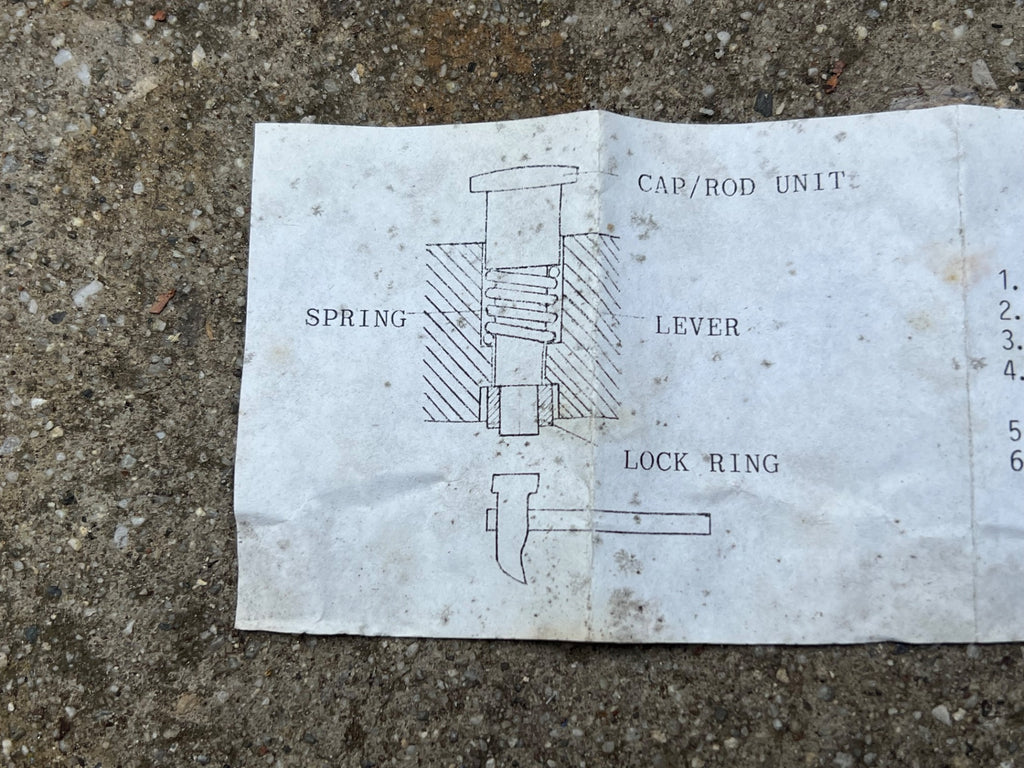 CAP/ROD UNIT
SPRING
LEVER
LOCK RING
1.
2.
3.
4.
5
6